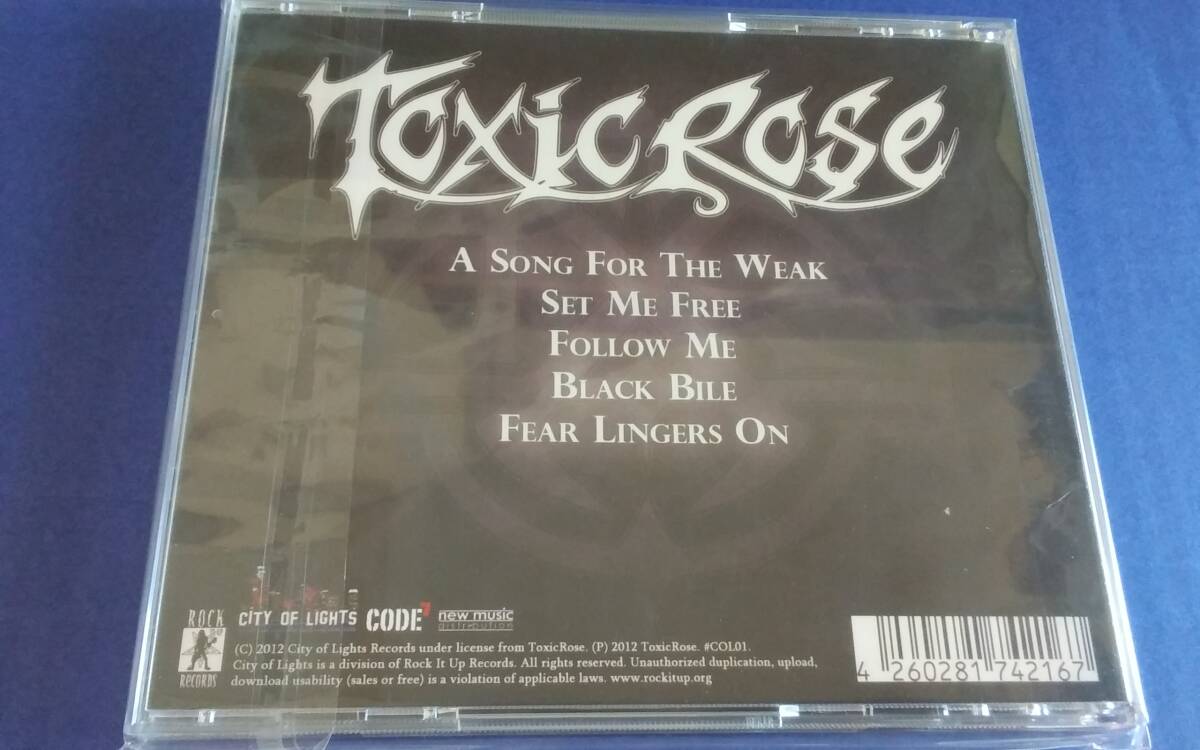 ToxicRose
A Song For The Weak
Set Me Free
Follow Me
Black Bile
Fear Lingers On
ROCK
RECORDS
CITY OF LIGHTS
CODE7
new music
distribution
(C) 2012 City of Lights Records under license from ToxicRose. (P) 2012 ToxicRose. #COL01.
City of Lights is a division of Rock It Up Records. All rights reserved. Unauthorized duplication, upload,
download usability (sales or free) is a violation of applicable laws. www.rockitup.org
4 260281 742167